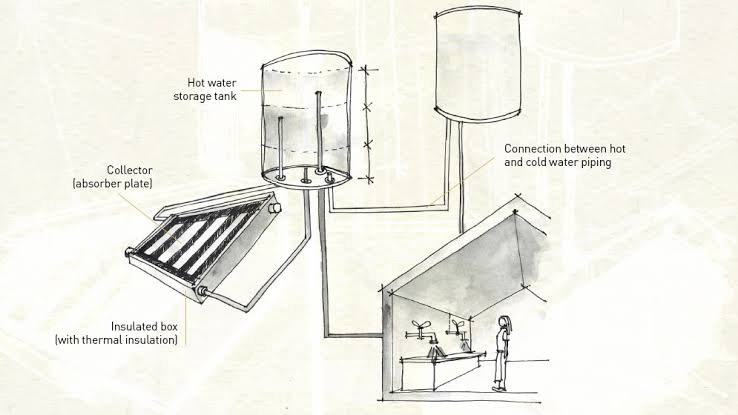 Hot water
storage tank
Connection between hot
and cold water piping
Collector
(absorber plate)
Insulated box
(with thermal insulation)